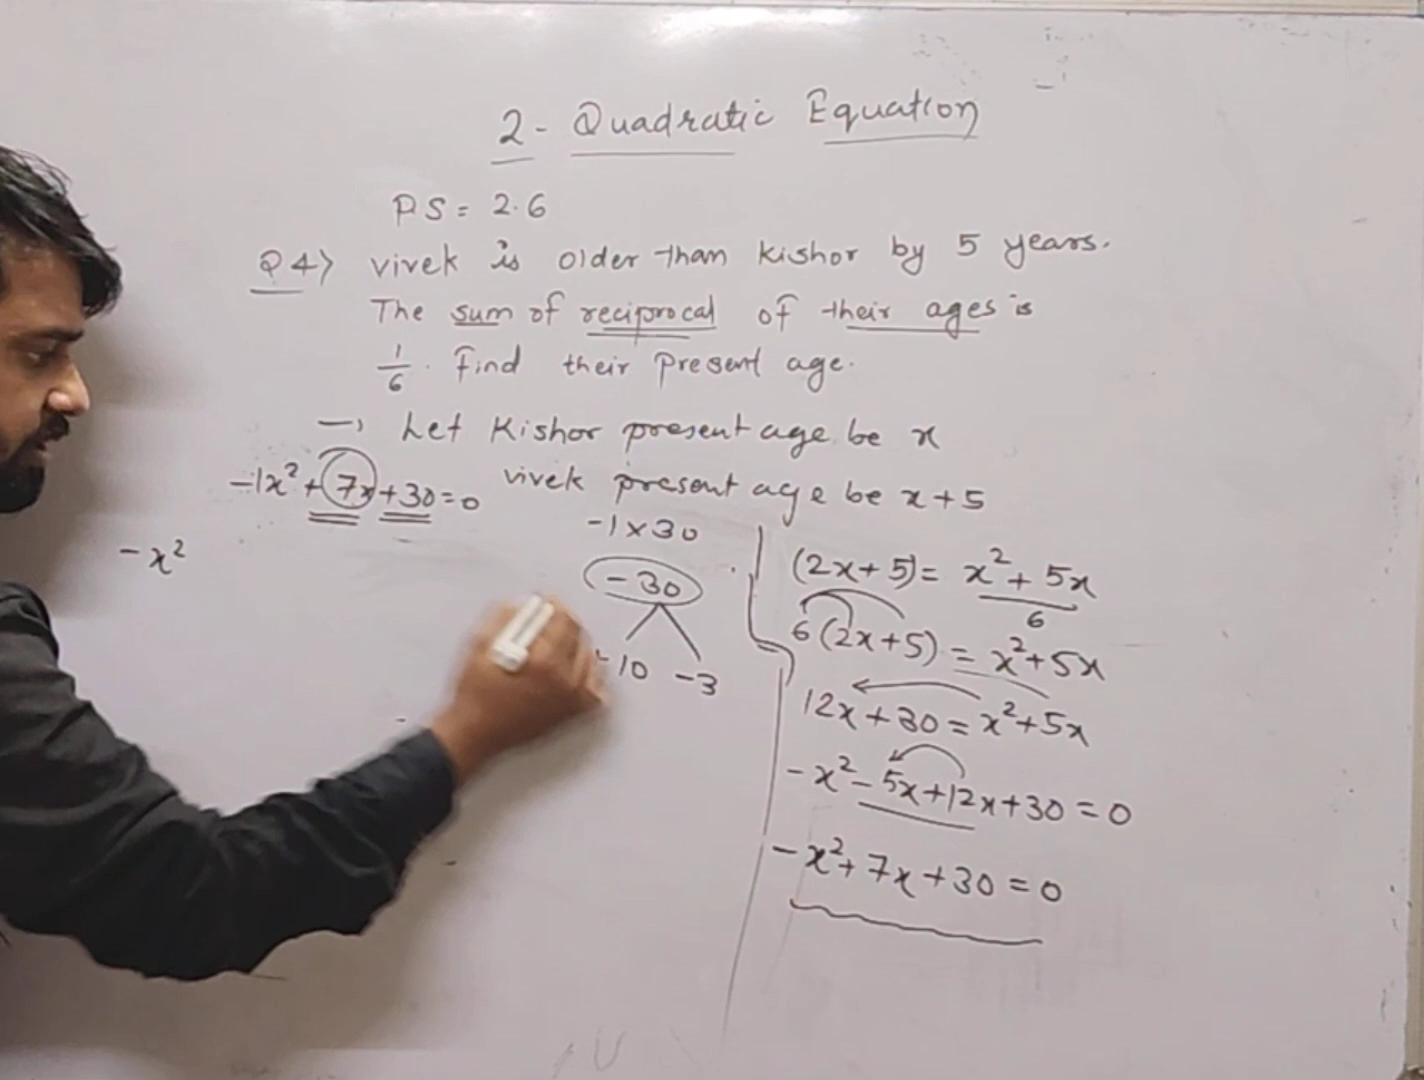 2 - Quadratic Equation
PS = 2.6
Q4) vivek is older than kishor by 5 years.
The sum of reciprocal of their ages is
1/6. Find their present age.
→ Let Kishor present age be x
vivek present age be x+5
-1x²+7x+30=0
-x²
-1×30
-30
10 -3
(2x+5)= x²+5x/6
6(2x+5)=x²+5x
12x+30=x²+5x
-x²-5x+12x+30=0
-x²+7x+30=0